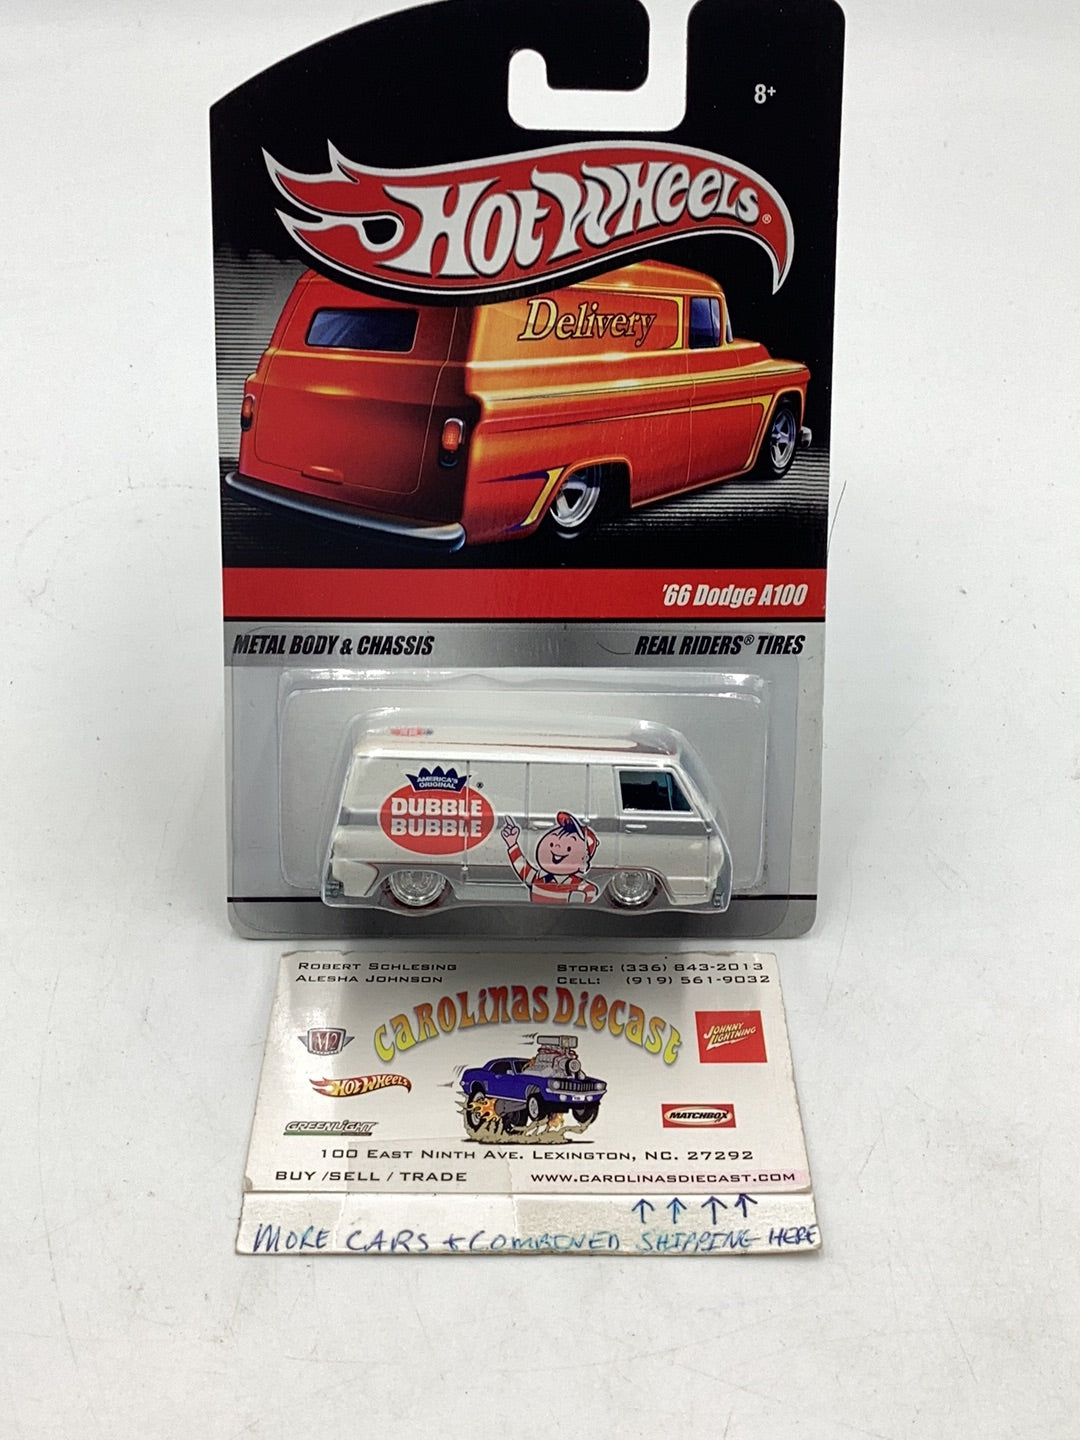 8+
Hot Wheels®
Delivery
'66 Dodge A100
METAL BODY & CHASSIS
REAL RIDERS® TIRES
AMERICA'S
ORIGINAL
DUBBLE
BUBBLE
ROBERT SCHLESING STORE: (336) 843-2013
ALESHA JOHNSON CELL: (919) 561-9032
CAROLINAS DIECAST
M2
JOHNNY
LIGHTNING
HOT WHEELS
GREENLIGHT
MATCHBOX
100 EAST NINTH AVE. LEXINGTON, NC. 27292
BUY /SELL / TRADE WWW.CAROLINASDIECAST.COM
↑ ↑ ↑ ↑
MORE CARS + COMBINED SHIPPING HERE